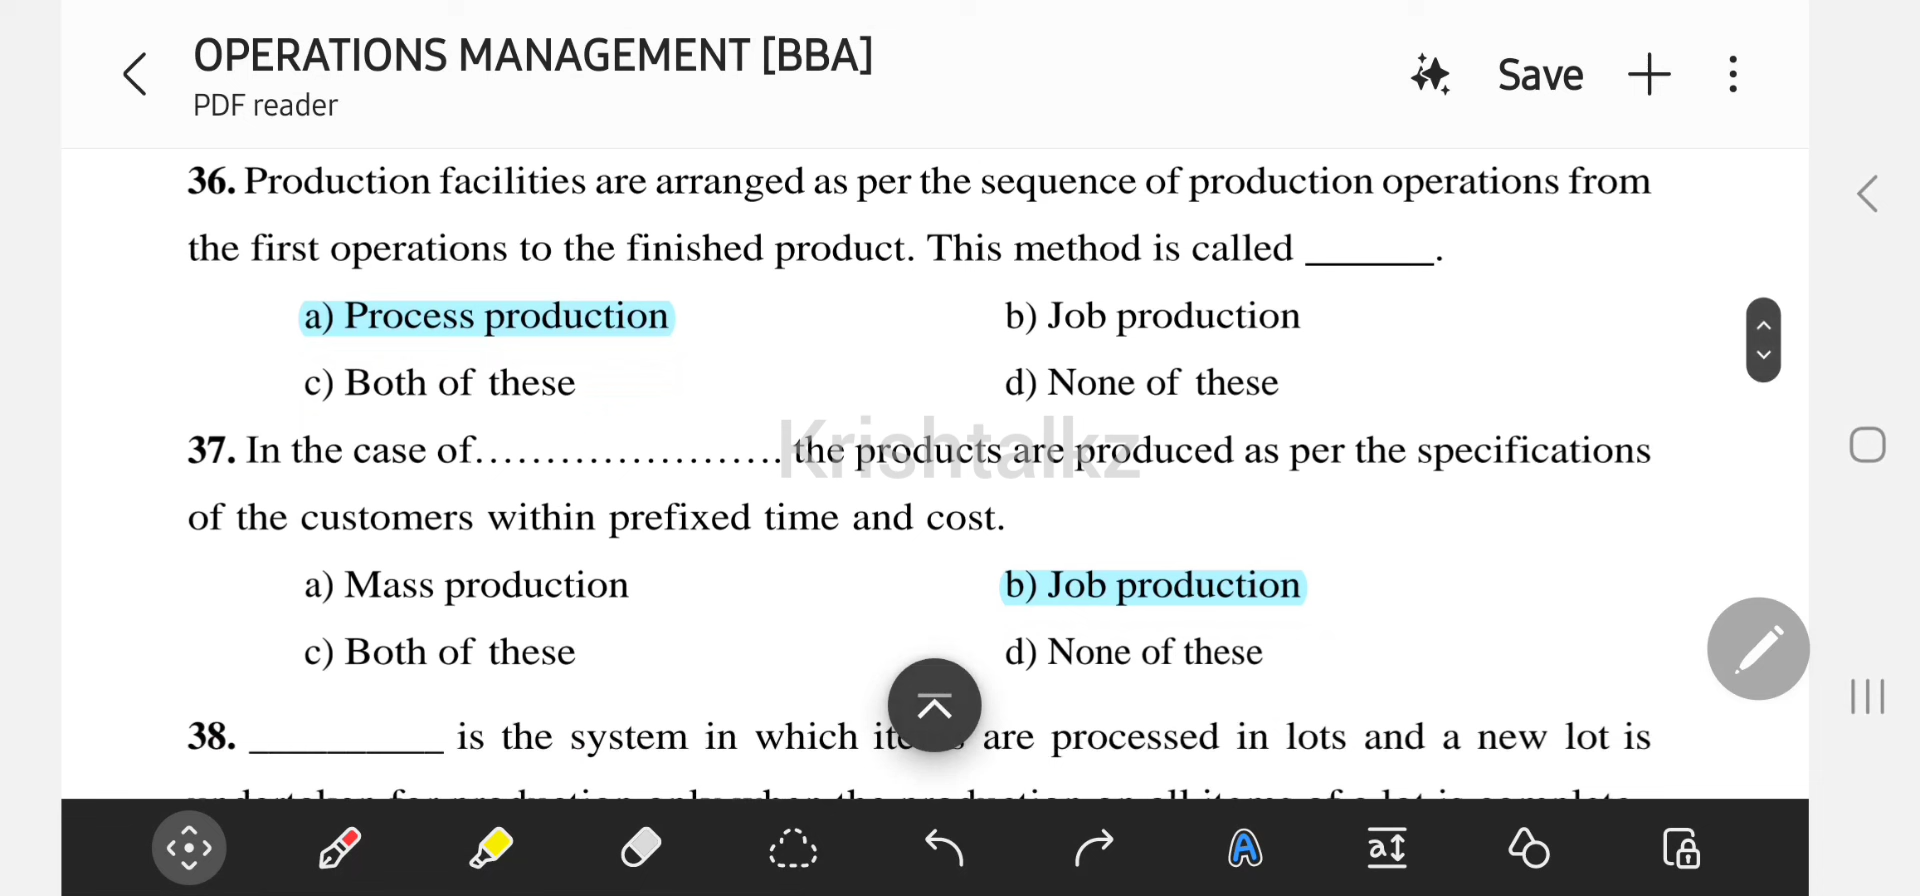 OPERATIONS MANAGEMENT [BBA]
PDF reader
Save
36. Production facilities are arranged as per the sequence of production operations from
the first operations to the finished product. This method is called _______.
a) Process production b) Job production
c) Both of these d) None of these
Krishtalkz
37. In the case of...................... the products are produced as per the specifications
of the customers within prefixed time and cost.
a) Mass production b) Job production
c) Both of these d) None of these
38. __________ is the system in which are processed in lots and a new lot is